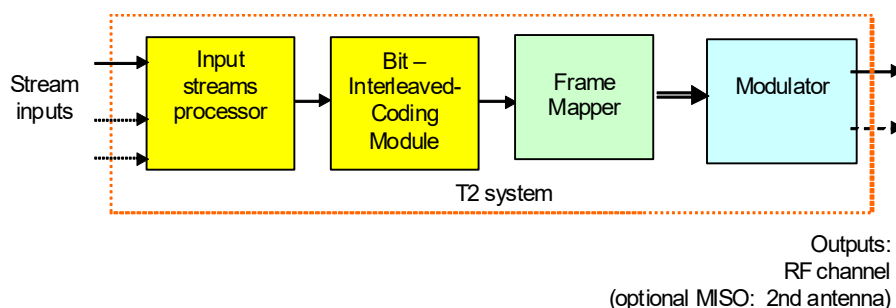 Stream
inputs
Input
streams
processor
Bit –
Interleaved-
Coding
Module
Frame
Mapper
Modulator
T2 system
Outputs:
RF channel
(optional MISO: 2nd antenna)